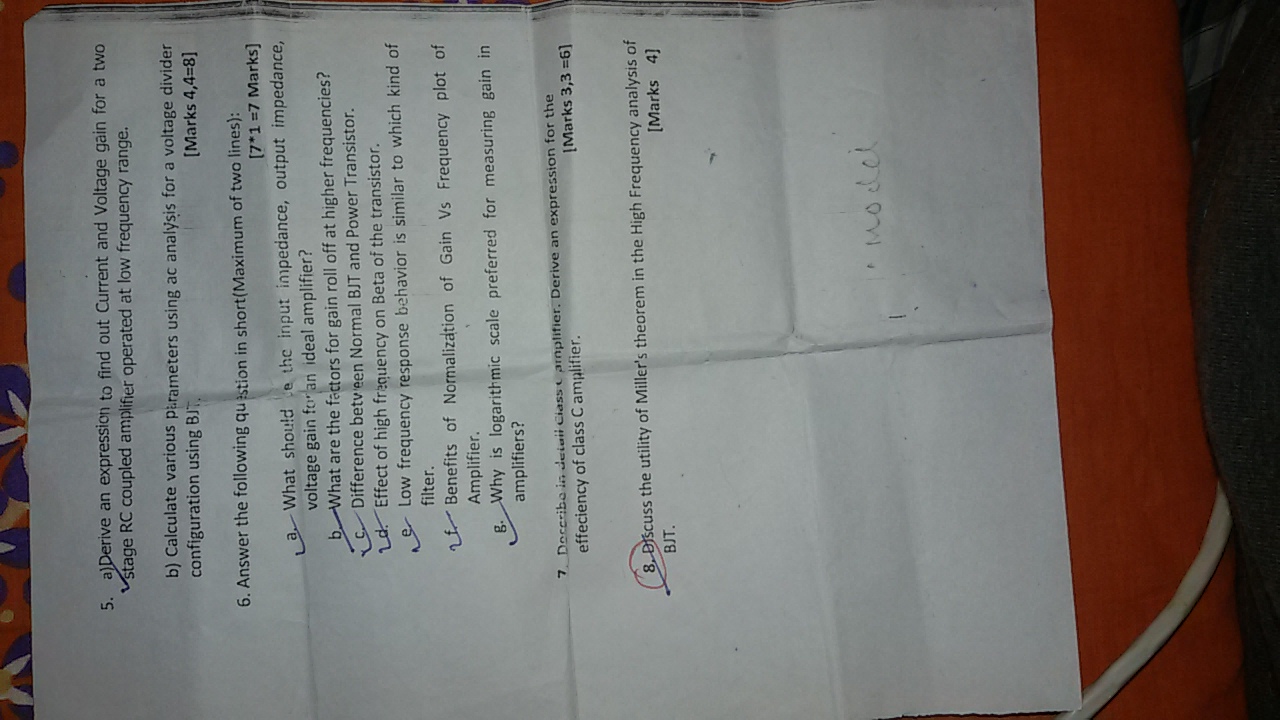 5. a)Derive an expression to find out Current and Voltage gain for a two
stage RC coupled amplifier operated at low frequency range.
b) Calculate various parameters using ac analysis for a voltage divider
configuration using BJT. [Marks 4,4=8]
6. Answer the following question in short(Maximum of two lines):
[7*1 =7 Marks]
a. What should be the input impedance, output impedance,
voltage gain for an ideal amplifier?
b. What are the factors for gain roll off at higher frequencies?
c. Difference between Normal BJT and Power Transistor.
d. Effect of high frequency on Beta of the transistor.
e. Low frequency response behavior is similar to which kind of
filter.
f. Benefits of Normalization of Gain Vs Frequency plot of
Amplifier.
g. Why is logarithmic scale preferred for measuring gain in
amplifiers?
7. Describe in detail Class C amplifier. Derive an expression for the
effeciency of class C amplifier. [Marks 3,3 =6]
8. Discuss the utility of Miller's theorem in the High Frequency analysis of
BJT. [Marks 4]
Model